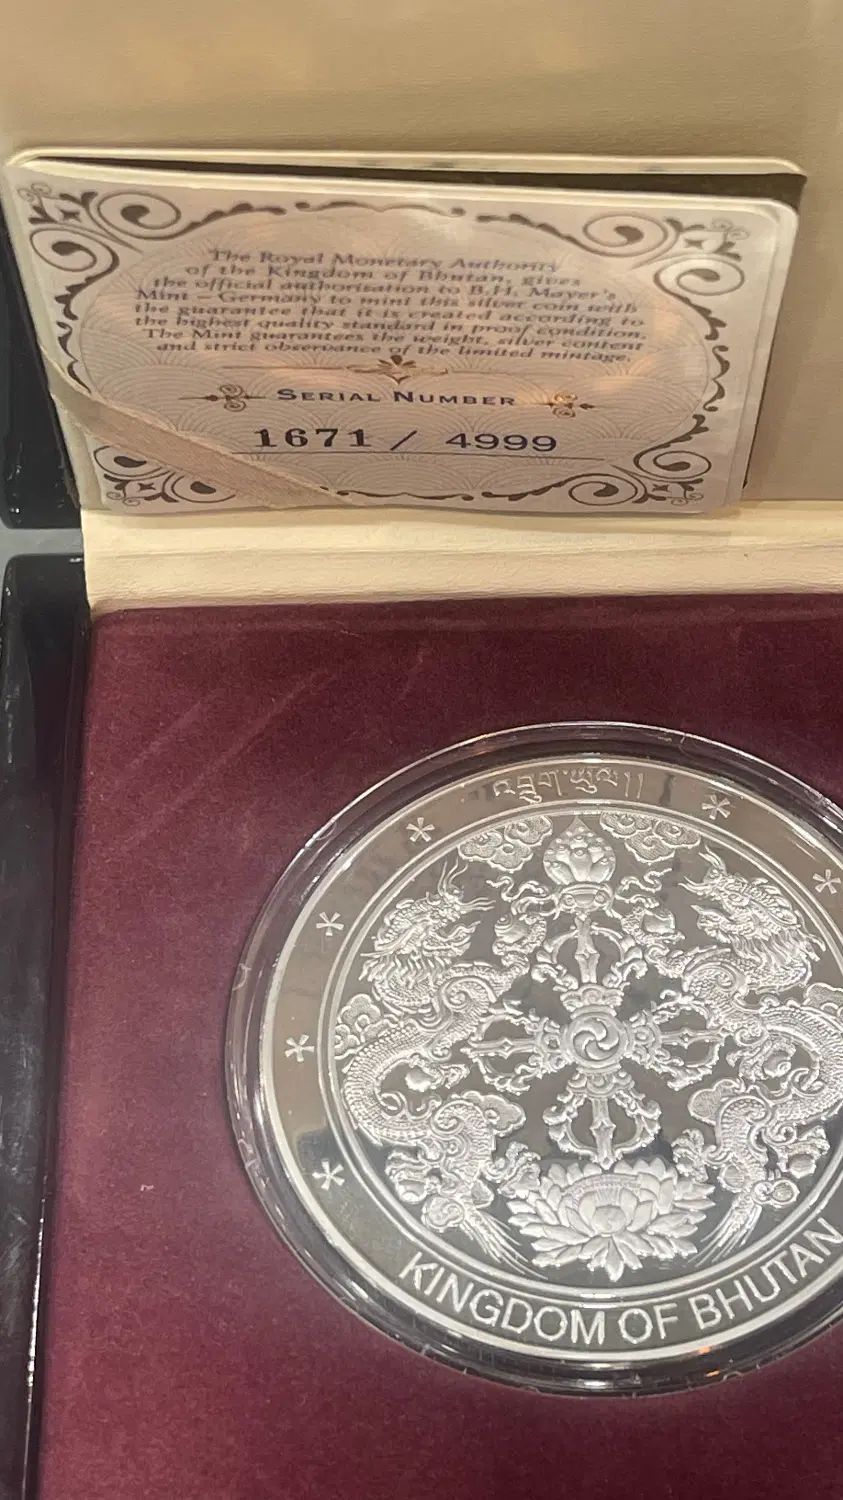 The Royal Monetary Authority
of the Kingdom of Bhutan, gives
the official authorisation to B.H. Mayer's
Mint – Germany to mint this silver coin with
the guarantee that it is created according to
the highest quality standard in proof condition.
The Mint guarantees the weight, silver content
and strict observance of the limited mintage.
SERIAL NUMBER
1671 / 4999
འབྲུག་ཡུལ།།
KINGDOM OF BHUTAN